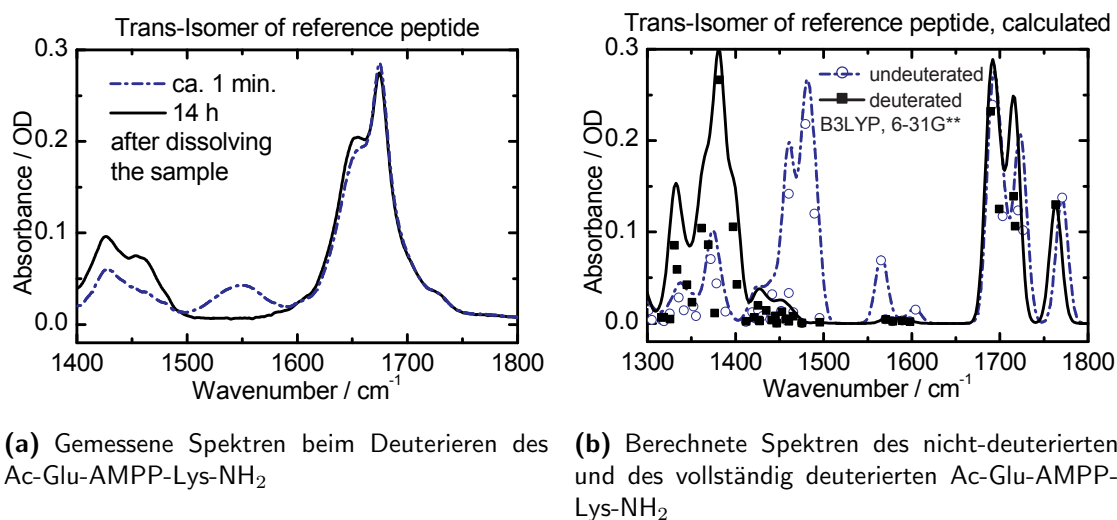 Trans-Isomer of reference peptide
0.3
0.2
0.1
0.0
Absorbance / OD
ca. 1 min.
14 h
after dissolving
the sample
1400 1500 1600 1700 1800
Wavenumber / cm-1
Trans-Isomer of reference peptide, calculated
0.3
0.2
0.1
0.0
Absorbance / OD
undeuterated
deuterated
B3LYP, 6-31G**
1300 1400 1500 1600 1700 1800
Wavenumber / cm-1
(a) Gemessene Spektren beim Deuterieren des
Ac-Glu-AMPP-Lys-NH2
(b) Berechnete Spektren des nicht-deuterierten
und des vollständig deuterierten Ac-Glu-AMPP-
Lys-NH2